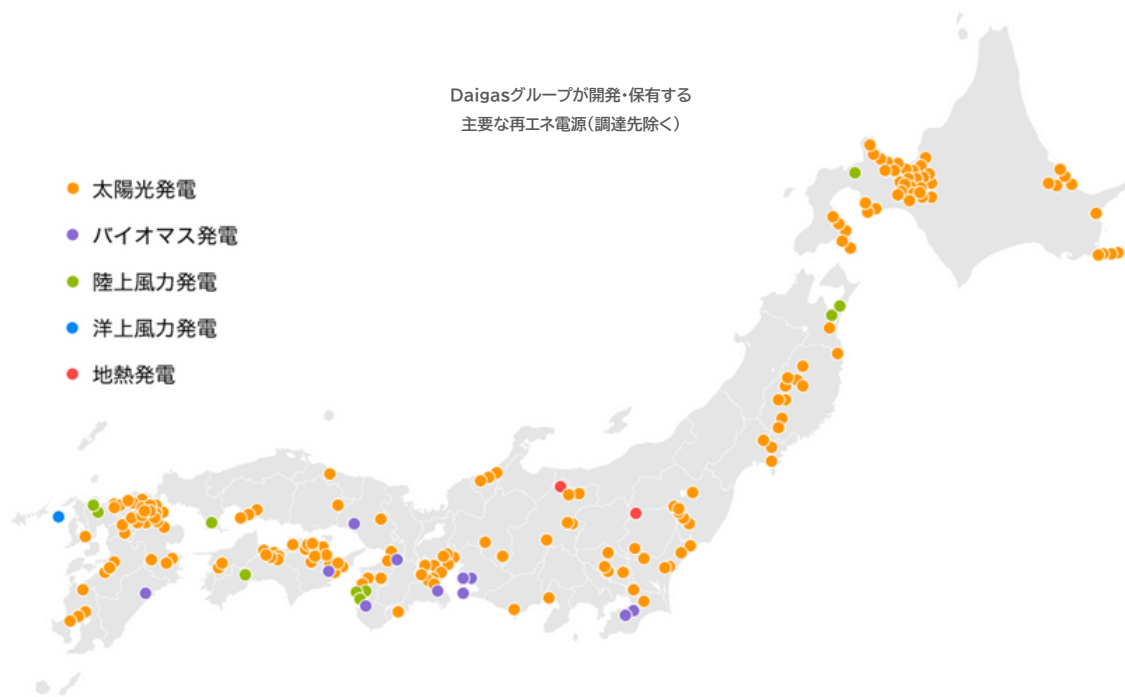 Daigasグループが開発・保有する
主要な再エネ電源(調達先除く)
太陽光発電
バイオマス発電
陸上風力発電
洋上風力発電
地熱発電